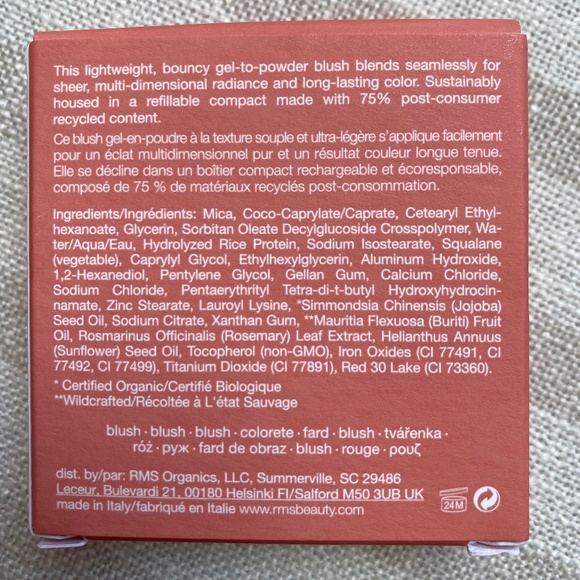 This lightweight, bouncy gel-to-powder blush blends seamlessly for
sheer, multi-dimensional radiance and long-lasting color. Sustainably
housed in a refillable compact made with 75% post-consumer
recycled content.
Ce blush gel-en-poudre à la texture souple et ultra-légère s'applique facilement
pour un éclat multidimensionnel pur et un résultat couleur longue tenue.
Elle se décline dans un boîtier compact rechargeable et écoresponsable,
composé de 75 % de matériaux recyclés post-consommation.
Ingredients/Ingrédients: Mica, Coco-Caprylate/Caprate, Cetearyl Ethyl-
hexanoate, Glycerin, Sorbitan Oleate Decylglucoside Crosspolymer, Wa-
ter/Aqua/Eau, Hydrolyzed Rice Protein, Sodium Isostearate, Squalane
(vegetable), Caprylyl Glycol, Ethylhexylglycerin, Aluminum Hydroxide,
1,2-Hexanediol, Pentylene Glycol, Gellan Gum, Calcium Chloride,
Sodium Chloride, Pentaerythrityl Tetra-di-t-butyl Hydroxyhydrocin-
namate, Zinc Stearate, Lauroyl Lysine, *Simmondsia Chinensis (Jojoba)
Seed Oil, Sodium Citrate, Xanthan Gum, **Mauritia Flexuosa (Buriti) Fruit
Oil, Rosmarinus Officinalis (Rosemary) Leaf Extract, Helianthus Annuus
(Sunflower) Seed Oil, Tocopherol (non-GMO), Iron Oxides (CI 77491, CI
77492, CI 77499), Titanium Dioxide (CI 77891), Red 30 Lake (CI 73360).
* Certified Organic/Certifié Biologique
**Wildcrafted/Récoltée à L'état Sauvage
blush · blush · blush · colorete · fard · blush · tvářenka ·
róż · руж · fard de obraz · blush · rouge · ρουζ
dist. by/par: RMS Organics, LLC, Summerville, SC 29486
Leceur, Bulevardi 21, 00180 Helsinki FI/Salford M50 3UB UK
made in Italy/fabriqué en Italie www.rmsbeauty.com
24M